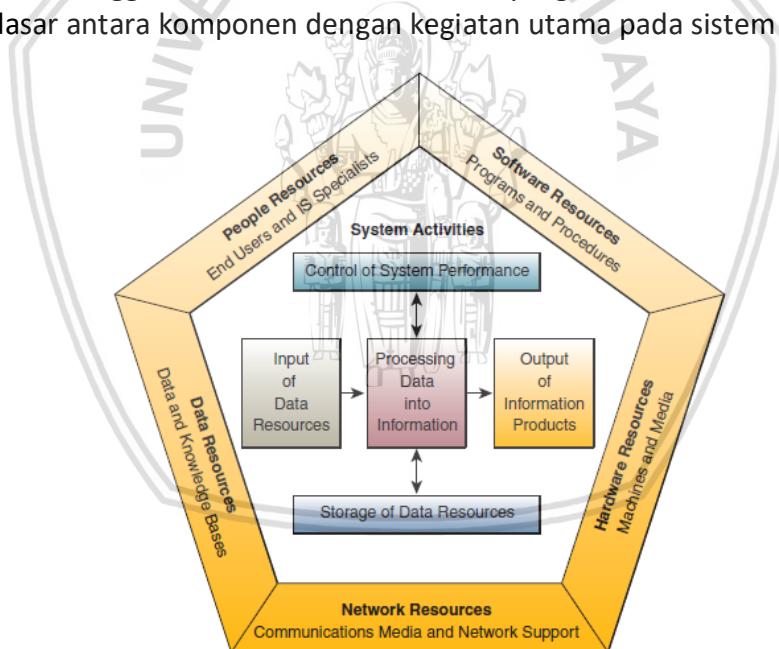 dasar antara komponen dengan kegiatan utama pada sistem
UNIVE
IJAYA
People Resources
End Users and IS Specialists
Software Resources
Programs and Procedures
System Activities
Control of System Performance
Input
of
Data
Resources
Processing
Data
into
Information
Output
of
Information
Products
Storage of Data Resources
Data Resources
Data and Knowledge Bases
Hardware Resources
Machines and Media
Network Resources
Communications Media and Network Support